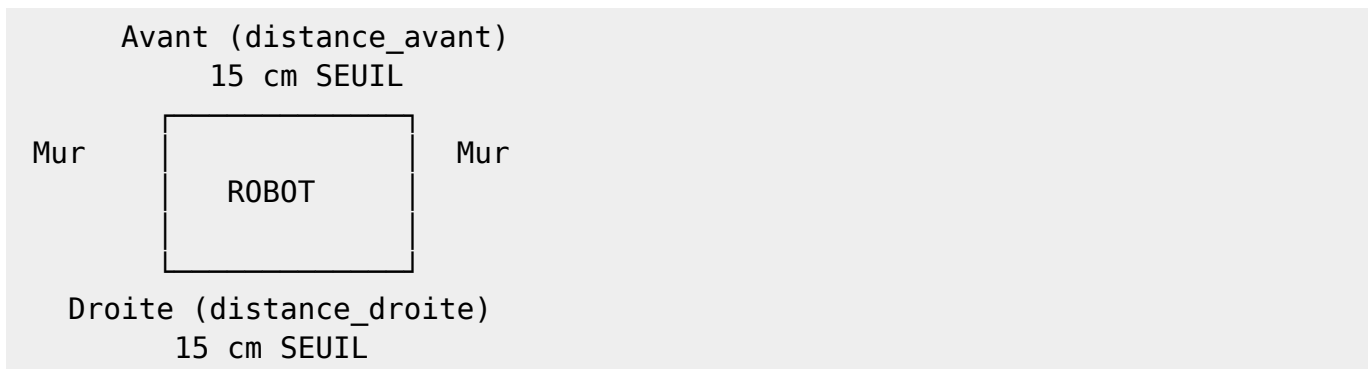 Avant (distance_avant)
15 cm SEUIL
Mur Mur
ROBOT
Droite (distance_droite)
15 cm SEUIL